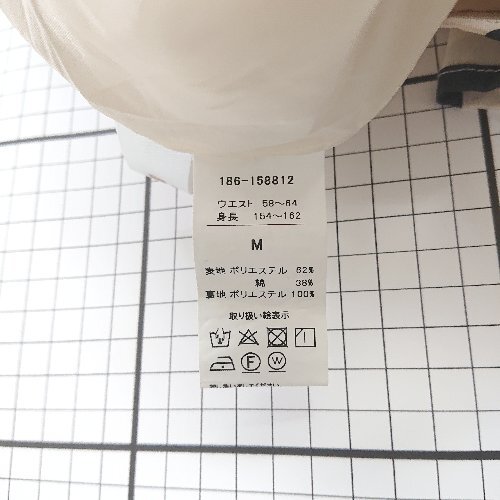 186-158812
ウエスト 58～64
身長 154～162
M
表地 ポリエステル 62%
綿 38%
裏地 ポリエステル 100%
取り扱い絵表示
F
W